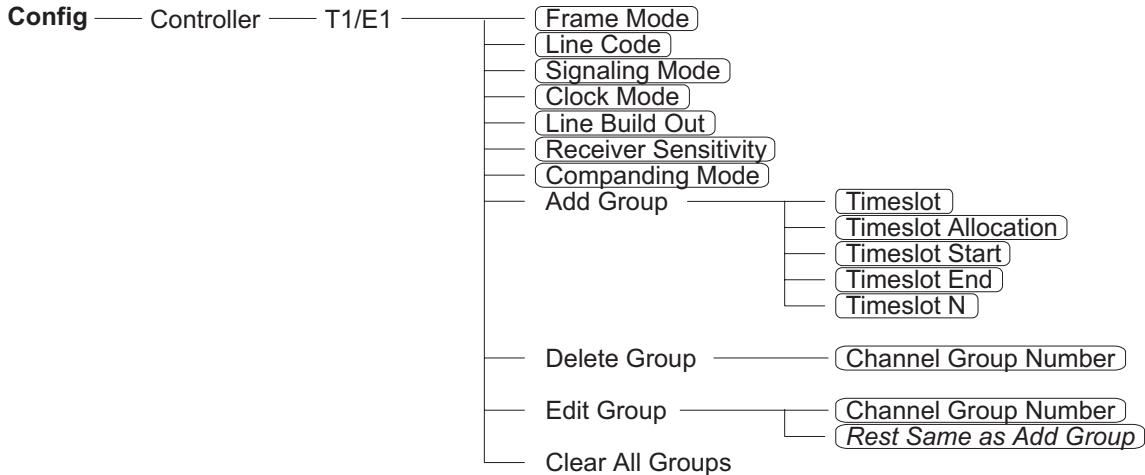 Config Controller T1/E1 Frame Mode
Line Code
Signaling Mode
Clock Mode
Line Build Out
Receiver Sensitivity
Companding Mode
Add Group Timeslot
Timeslot Allocation
Timeslot Start
Timeslot End
Timeslot N
Delete Group Channel Group Number
Edit Group Channel Group Number
Rest Same as Add Group
Clear All Groups